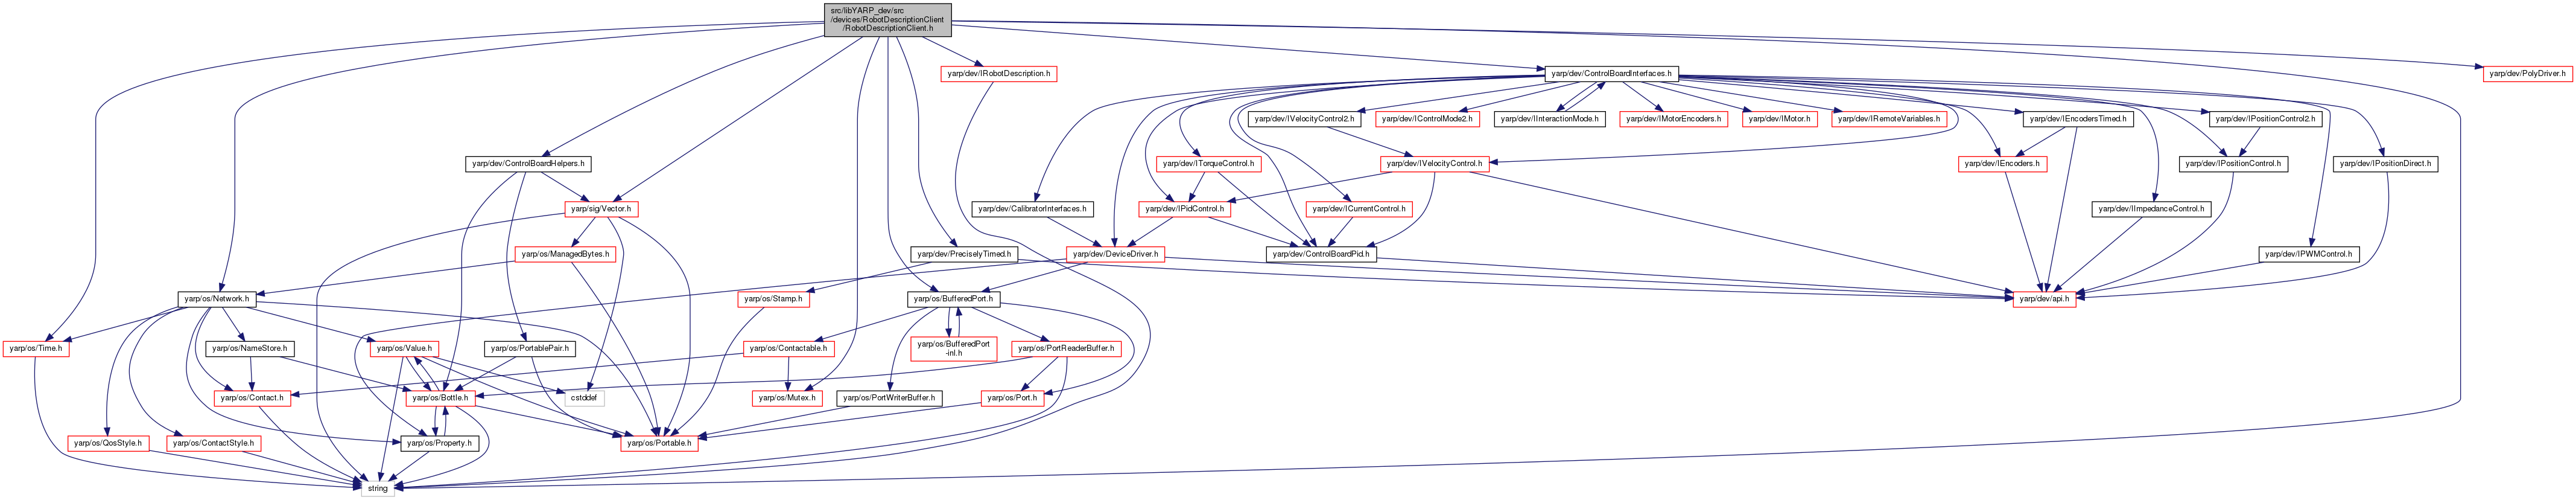 src/libYARP_dev/src
/devices/RobotDescriptionClient
/RobotDescriptionClient.h
yarp/dev/IRobotDescription.h
yarp/dev/ControlBoardInterfaces.h
yarp/dev/PolyDriver.h
yarp/dev/IVelocityControl2.h
yarp/dev/IControlMode2.h
yarp/dev/IInteractionMode.h
yarp/dev/IMotorEncoders.h
yarp/dev/IMotor.h
yarp/dev/IRemoteVariables.h
yarp/dev/IEncodersTimed.h
yarp/dev/IPositionControl2.h
yarp/dev/ControlBoardHelpers.h
yarp/dev/ITorqueControl.h
yarp/dev/IVelocityControl.h
yarp/dev/IEncoders.h
yarp/dev/IPositionControl.h
yarp/dev/IPositionDirect.h
yarp/sig/Vector.h
yarp/dev/CalibratorInterfaces.h
yarp/dev/IPidControl.h
yarp/dev/ICurrentControl.h
yarp/dev/IImpedanceControl.h
yarp/os/ManagedBytes.h
yarp/dev/PreciselyTimed.h
yarp/dev/DeviceDriver.h
yarp/dev/ControlBoardPid.h
yarp/dev/IPWMControl.h
yarp/os/Network.h
yarp/os/Stamp.h
yarp/os/BufferedPort.h
yarp/dev/api.h
yarp/os/Time.h
yarp/os/NameStore.h
yarp/os/Value.h
yarp/os/PortablePair.h
yarp/os/Contactable.h
yarp/os/BufferedPort
-inl.h
yarp/os/PortReaderBuffer.h
yarp/os/Contact.h
yarp/os/Bottle.h
cstddef
yarp/os/Mutex.h
yarp/os/PortWriterBuffer.h
yarp/os/Port.h
yarp/os/QosStyle.h
yarp/os/ContactStyle.h
yarp/os/Property.h
yarp/os/Portable.h
string